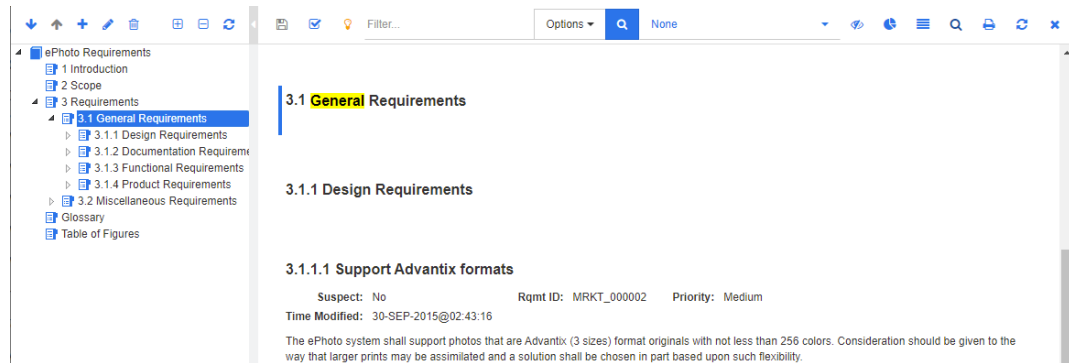 Filter...
Options
None
ePhoto Requirements
1 Introduction
2 Scope
3 Requirements
3.1 General Requirements
3.1.1 Design Requirements
3.1.2 Documentation Requireme
3.1.3 Functional Requirements
3.1.4 Product Requirements
3.2 Miscellaneous Requirements
Glossary
Table of Figures
3.1 General Requirements
3.1.1 Design Requirements
3.1.1.1 Support Advantix formats
Suspect: No Rqmt ID: MRKT_000002 Priority: Medium
Time Modified: 30-SEP-2015@02:43:16
The ePhoto system shall support photos that are Advantix (3 sizes) format originals with not less than 256 colors. Consideration should be given to the
way that larger prints may be assimilated and a solution shall be chosen in part based upon such flexibility.